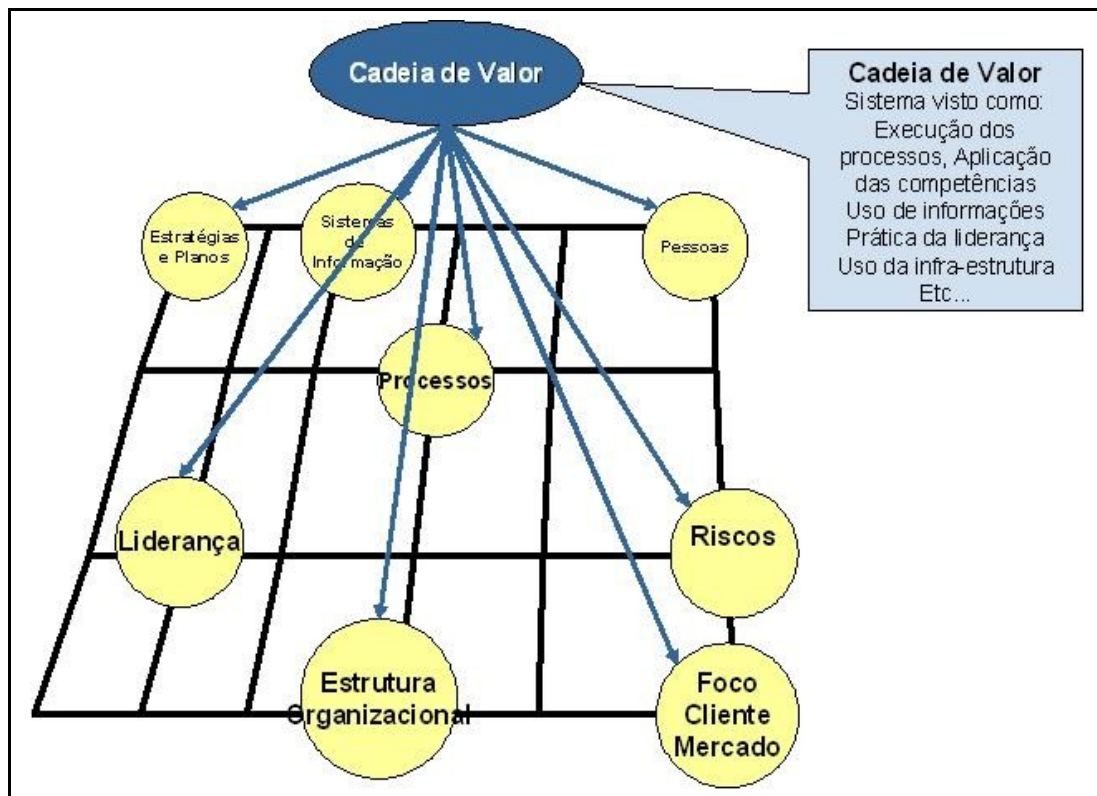 Cadeia de Valor
Cadeia de Valor
Sistema visto como:
Execução dos
processos, Aplicação
das competências
Uso de informações
Prática da liderança
Uso da infra-estrutura
Etc...
Estratégias
e Planos
Sistemas
de
Informação
Pessoas
Processos
Liderança
Riscos
Estrutura
Organizacional
Foco
Cliente
Mercado